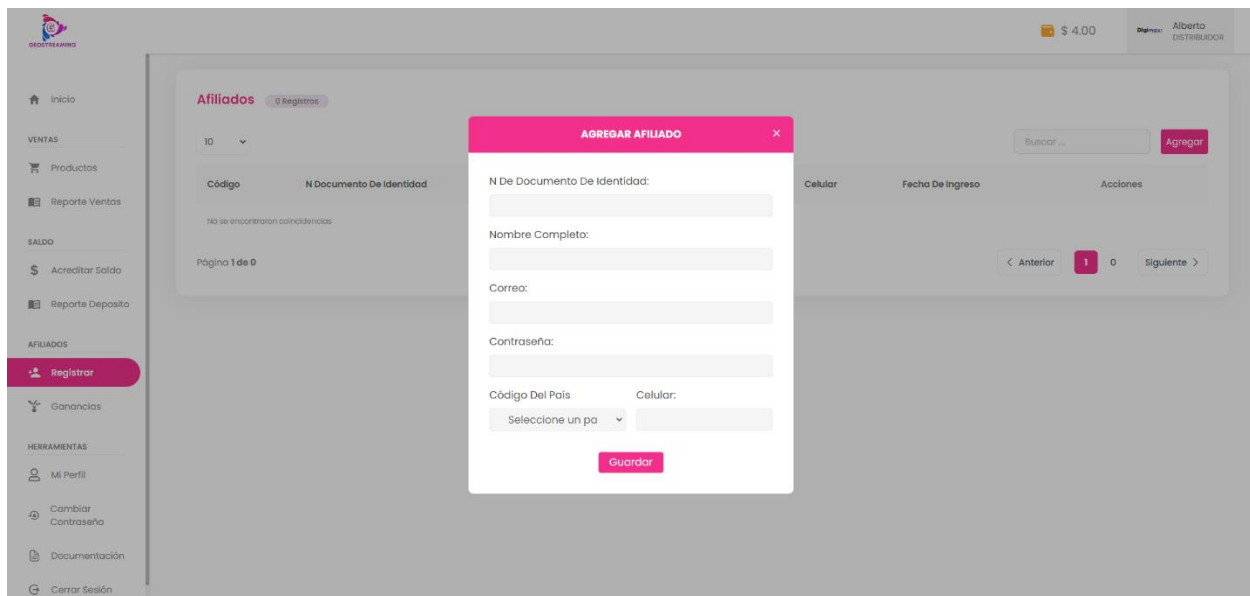 GEOSTREAMING
$ 4.00
Digimas
Alberto
DISTRIBUIDOR
Inicio
VENTAS
Productos
Reporte Ventas
SALDO
Acreditar Saldo
Reporte Deposito
AFILIADOS
Registrar
Ganancias
HERRAMIENTAS
Mi Perfil
Cambiar
Contraseña
Documentación
Cerrar Sesión
Afiliados 0 Registros
10
Buscar ...
Agregar
Código N Documento De Identidad Celular Fecha De Ingreso Acciones
No se encontraron coincidencias
Página 1 de 0
< Anterior 1 0 Siguiente >
AGREGAR AFILIADO ×
N De Documento De Identidad:
Nombre Completo:
Correo:
Contraseña:
Código Del País Celular:
Seleccione un pa
Guardar